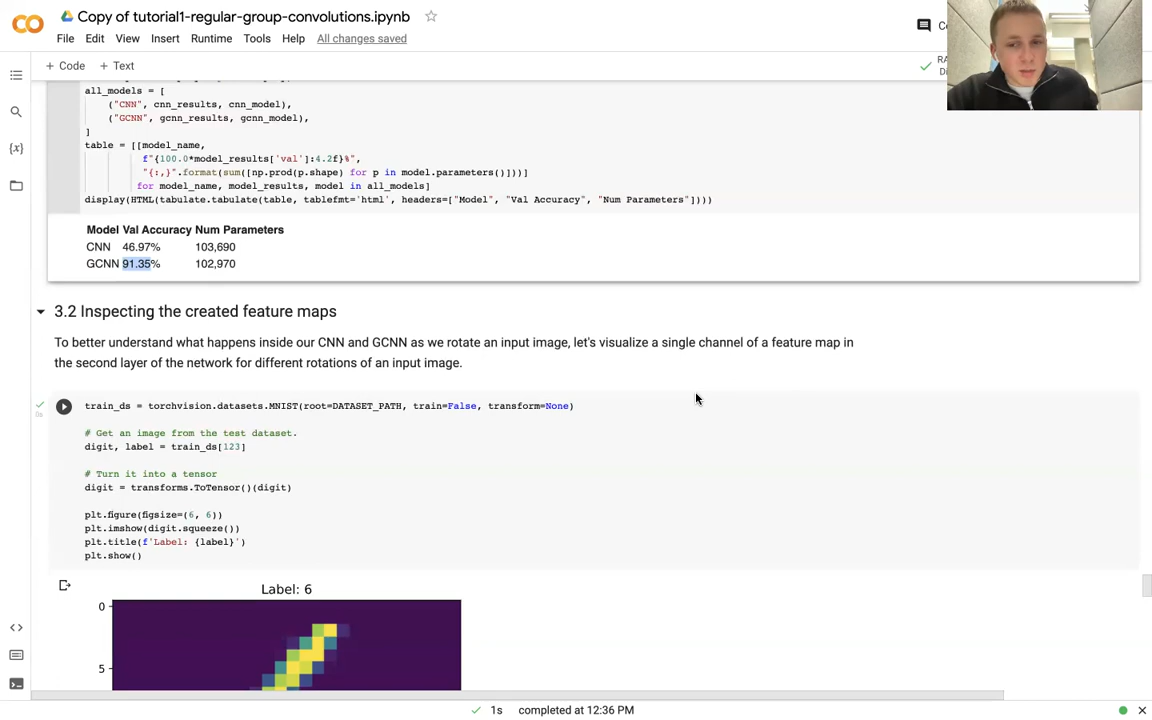 Copy of tutorial1-regular-group-convolutions.ipynb
File Edit View Insert Runtime Tools Help All changes saved
+ Code + Text
all_models = [
("CNN", cnn_results, cnn_model),
("GCNN", gcnn_results, gcnn_model),
]
table = [[model_name,
f"{100.0*model_results['val']:4.2f}%",
"{:,}".format(sum([np.prod(p.shape) for p in model.parameters()]))]
for model_name, model_results, model in all_models]
display(HTML(tabulate.tabulate(table, tablefmt='html', headers=["Model", "Val Accuracy", "Num Parameters"])))
Model Val Accuracy Num Parameters
CNN 46.97% 103,690
GCNN 91.35% 102,970
3.2 Inspecting the created feature maps
To better understand what happens inside our CNN and GCNN as we rotate an input image, let's visualize a single channel of a feature map in
the second layer of the network for different rotations of an input image.
train_ds = torchvision.datasets.MNIST(root=DATASET_PATH, train=False, transform=None)
# Get an image from the test dataset.
digit, label = train_ds[123]
# Turn it into a tensor
digit = transforms.ToTensor()(digit)
plt.figure(figsize=(6, 6))
plt.imshow(digit.squeeze())
plt.title(f'Label: {label}')
plt.show()
0s
Label: 6
0
5
1s completed at 12:36 PM